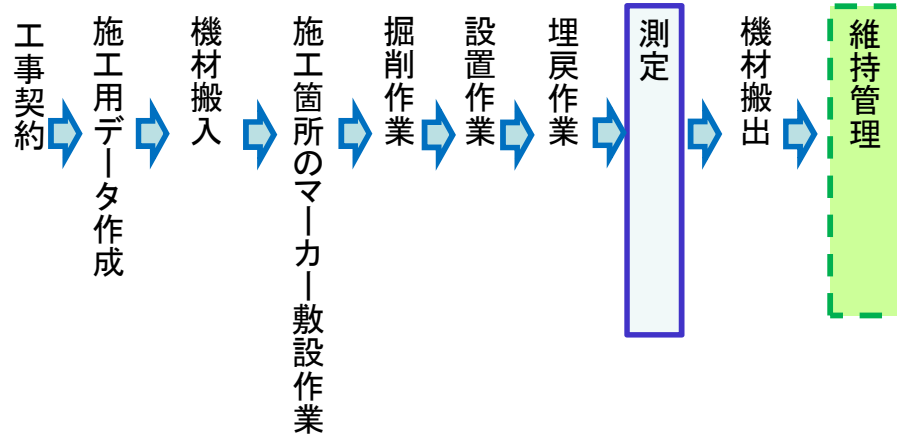 工事契約
施工用データ作成
機材搬入
施工箇所のマーカー敷設作業
掘削作業
設置作業
埋戻作業
測定
機材搬出
維持管理